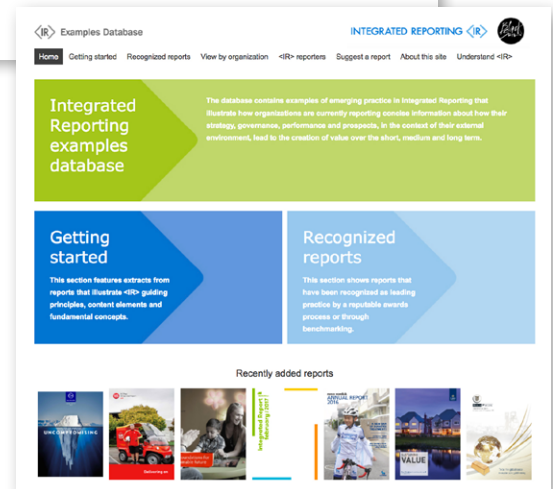 <IR> Examples Database
INTEGRATED REPORTING <IR>
Home Getting started Recognized reports View by organization <IR> reporters Suggest a report About this site Understand <IR>
Integrated
Reporting
examples
database
The database contains examples of emerging practice in Integrated Reporting that
illustrate how organizations are currently reporting concise information about how their
strategy, governance, performance and prospects, in the context of their external
environment, lead to the creation of value over the short, medium and long term.
Getting
started
This section features extracts from
reports that illustrate <IR> guiding
principles, content elements and
fundamental concepts.
Recognized
reports
This section shows reports that
have been recognized as leading
practice by a reputable awards
process or through
benchmarking.
Recently added reports
UNCOMPROMISING
Integrated Report
February 2017
ANNUAL REPORT
2016
VALUE